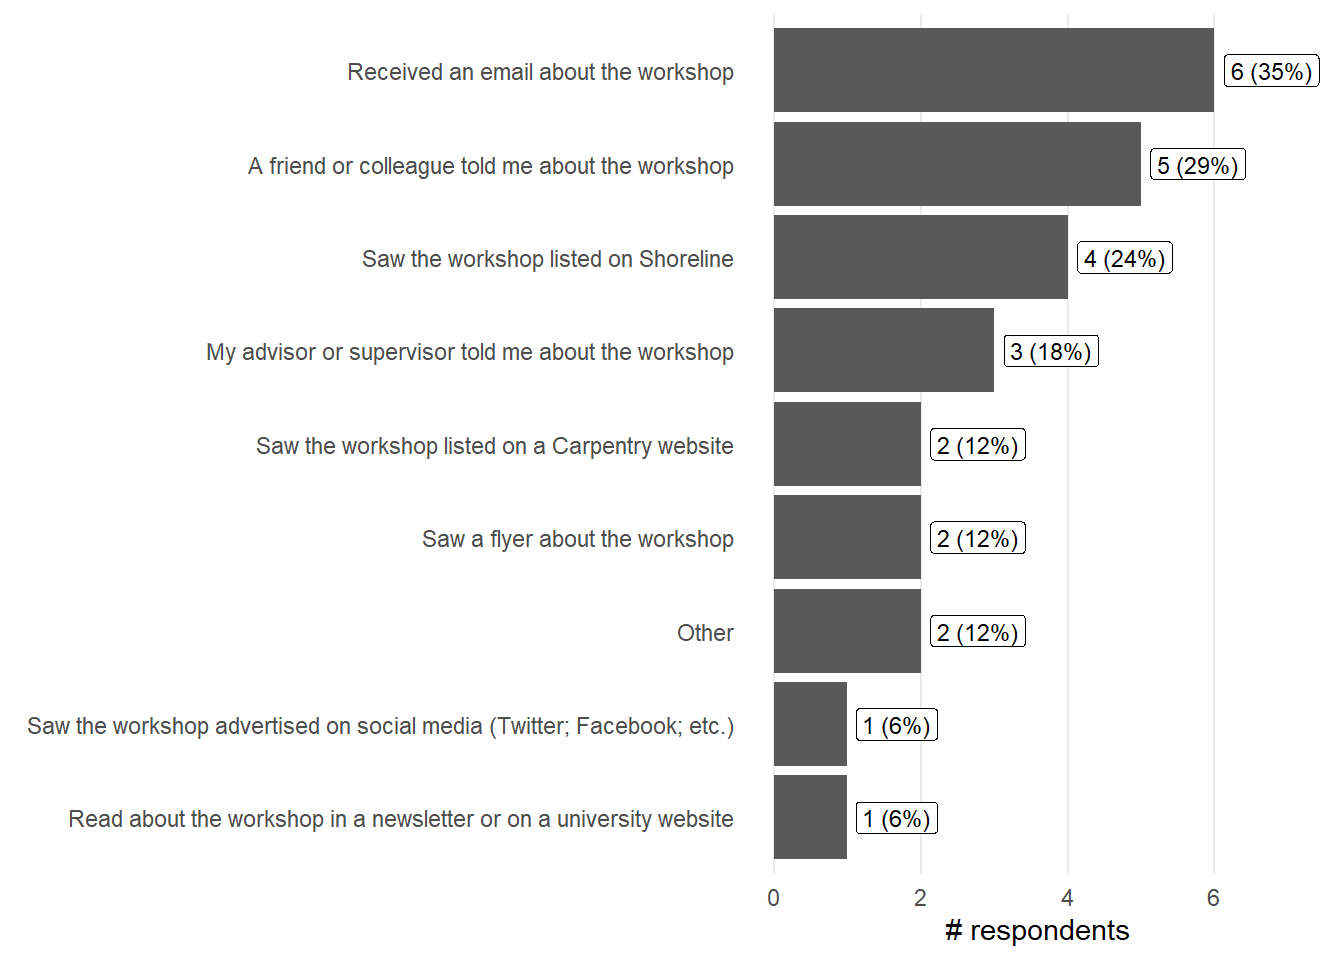 Received an email about the workshop 6 (35%)
A friend or colleague told me about the workshop 5 (29%)
Saw the workshop listed on Shoreline 4 (24%)
My advisor or supervisor told me about the workshop 3 (18%)
Saw the workshop listed on a Carpentry website 2 (12%)
Saw a flyer about the workshop 2 (12%)
Other 2 (12%)
Saw the workshop advertised on social media (Twitter; Facebook; etc.) 1 (6%)
Read about the workshop in a newsletter or on a university website 1 (6%)
0 2 4 6
# respondents